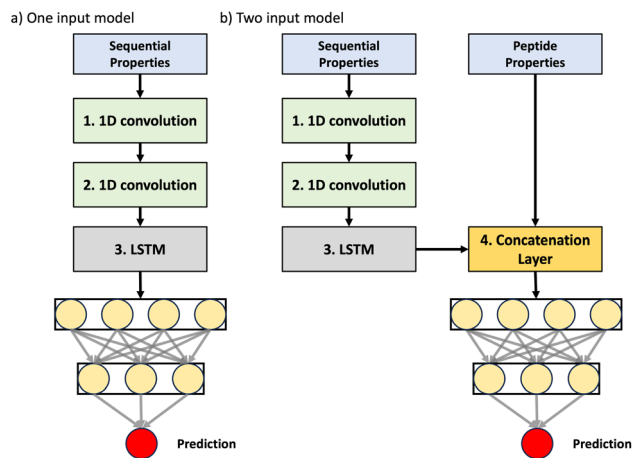 a) One input model
b) Two input model
Sequential
Properties
1. 1D convolution
2. 1D convolution
3. LSTM
Prediction
Sequential
Properties
Peptide
Properties
1. 1D convolution
2. 1D convolution
3. LSTM
4. Concatenation
Layer
Prediction